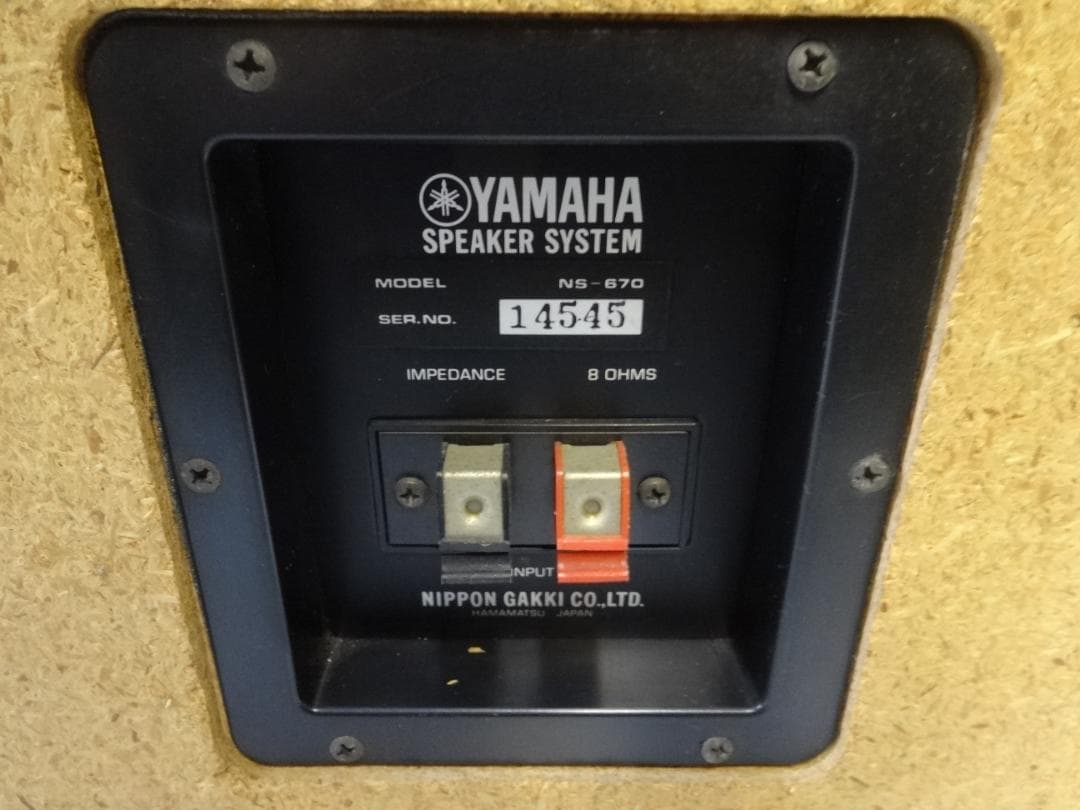 YAMAHA
SPEAKER SYSTEM
MODEL NS-670
SER.NO. 14545
IMPEDANCE 8 OHMS
INPUT
NIPPON GAKKI CO.,LTD.
HAMAMATSU JAPAN